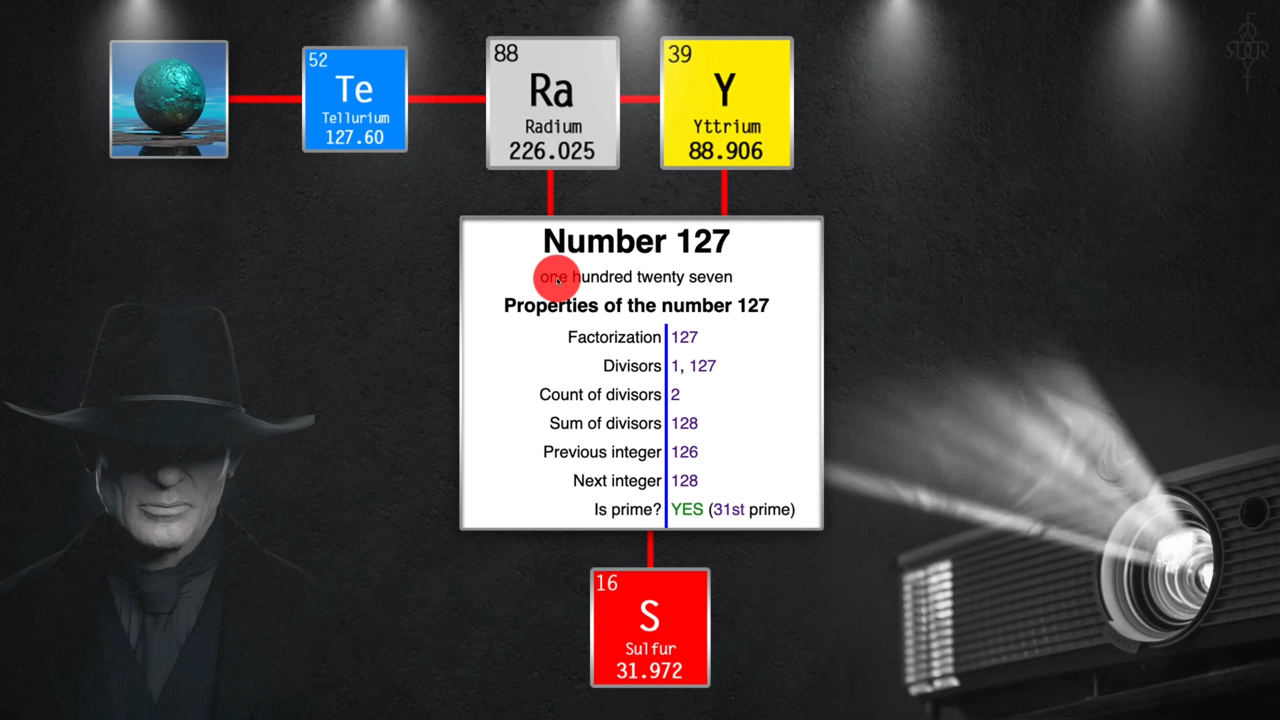 52
Te
Tellurium
127.60
88
Ra
Radium
226.025
39
Y
Yttrium
88.906
Number 127
one hundred twenty seven
Properties of the number 127
Factorization 127
Divisors 1, 127
Count of divisors 2
Sum of divisors 128
Previous integer 126
Next integer 128
Is prime? YES (31st prime)
16
S
Sulfur
31.972